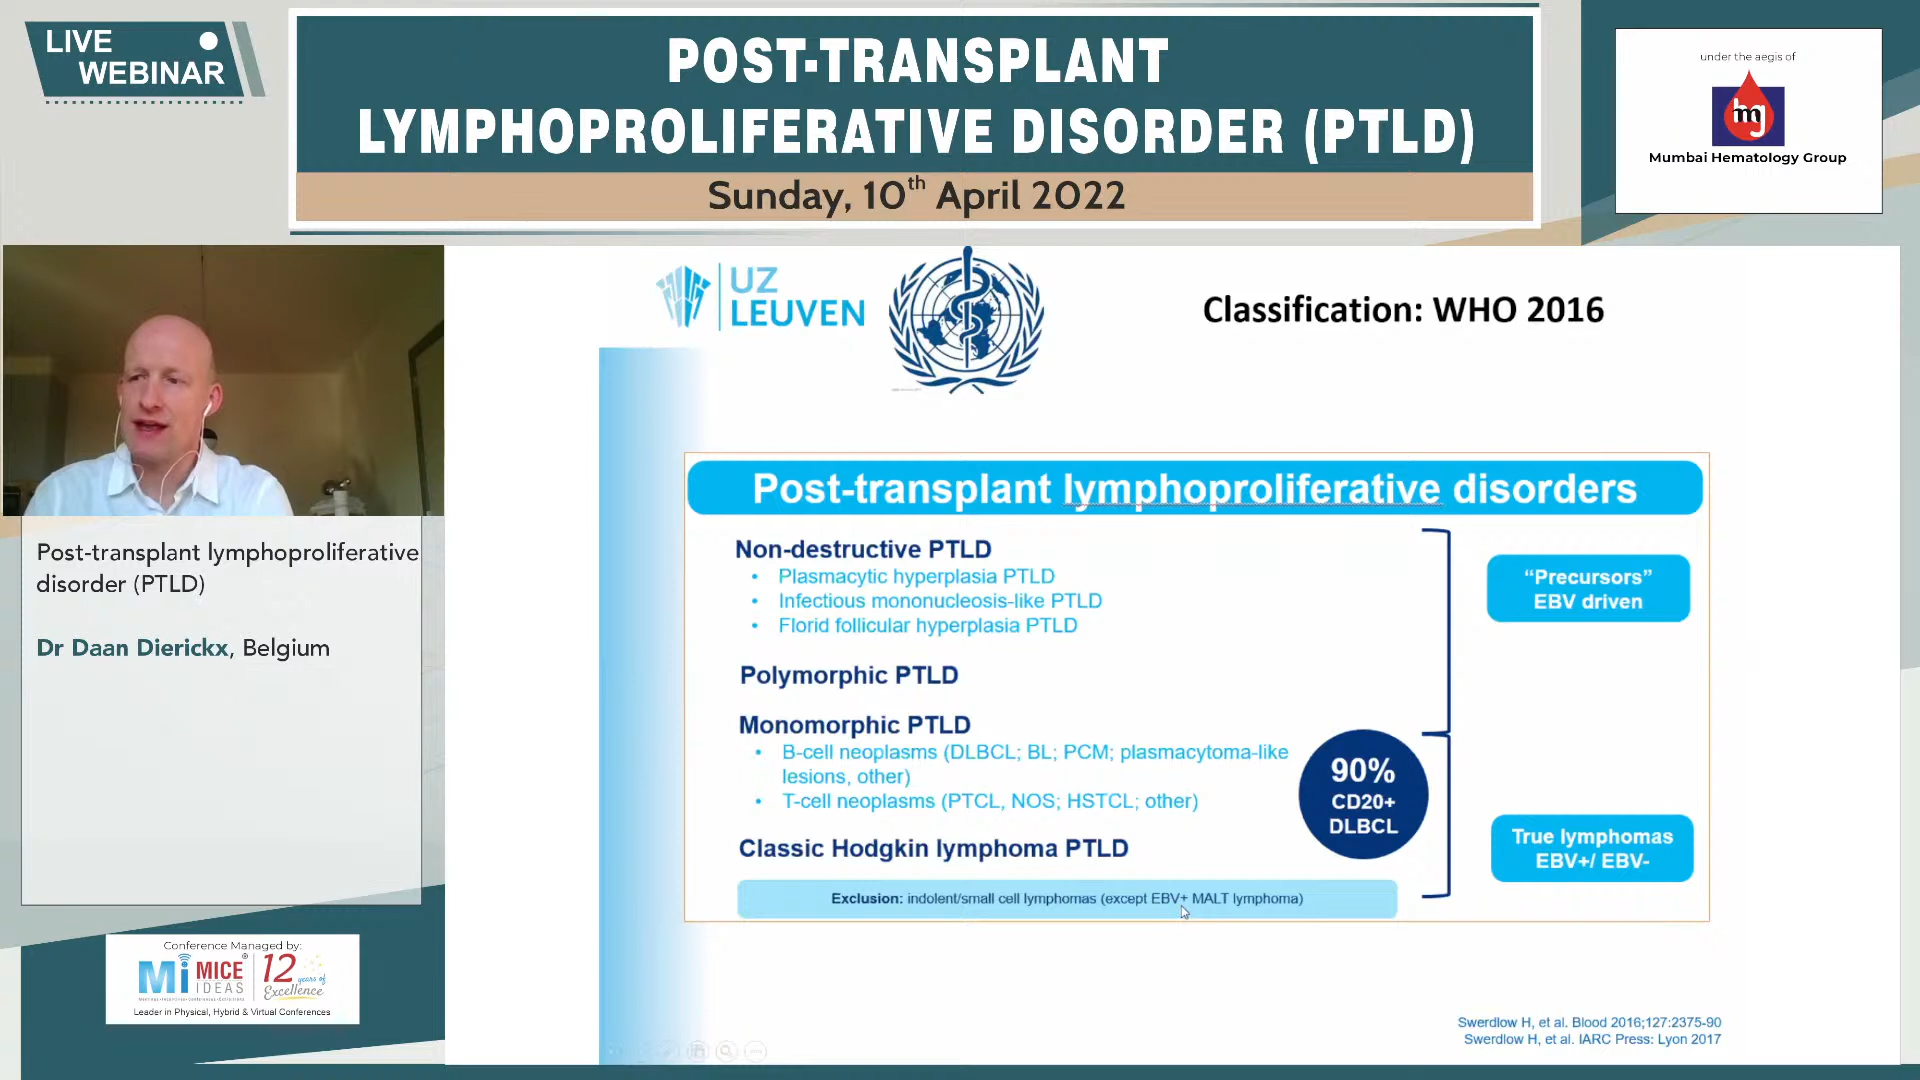 LIVE
WEBINAR
POST-TRANSPLANT
LYMPHOPROLIFERATIVE DISORDER (PTLD)
Sunday, 10th April 2022
under the aegis of
mg
Mumbai Hematology Group
UZ
LEUVEN
Classification: WHO 2016
Post-transplant lymphoproliferative disorders
Non-destructive PTLD
• Plasmacytic hyperplasia PTLD
• Infectious mononucleosis-like PTLD
• Florid follicular hyperplasia PTLD
"Precursors"
EBV driven
Polymorphic PTLD
Monomorphic PTLD
• B-cell neoplasms (DLBCL; BL; PCM; plasmacytoma-like
lesions, other)
• T-cell neoplasms (PTCL, NOS; HSTCL; other)
90%
CD20+
DLBCL
Classic Hodgkin lymphoma PTLD
True lymphomas
EBV+/ EBV-
Exclusion: indolent/small cell lymphomas (except EBV+ MALT lymphoma)
Swerdlow H, et al. Blood 2016;127:2375-90
Swerdlow H, et al. IARC Press: Lyon 2017
Post-transplant lymphoproliferative
disorder (PTLD)
Dr Daan Dierickx, Belgium
Conference Managed by:
Mi MICE
IDEAS
12
years of
Excellence
Leader in Physical, Hybrid & Virtual Conferences